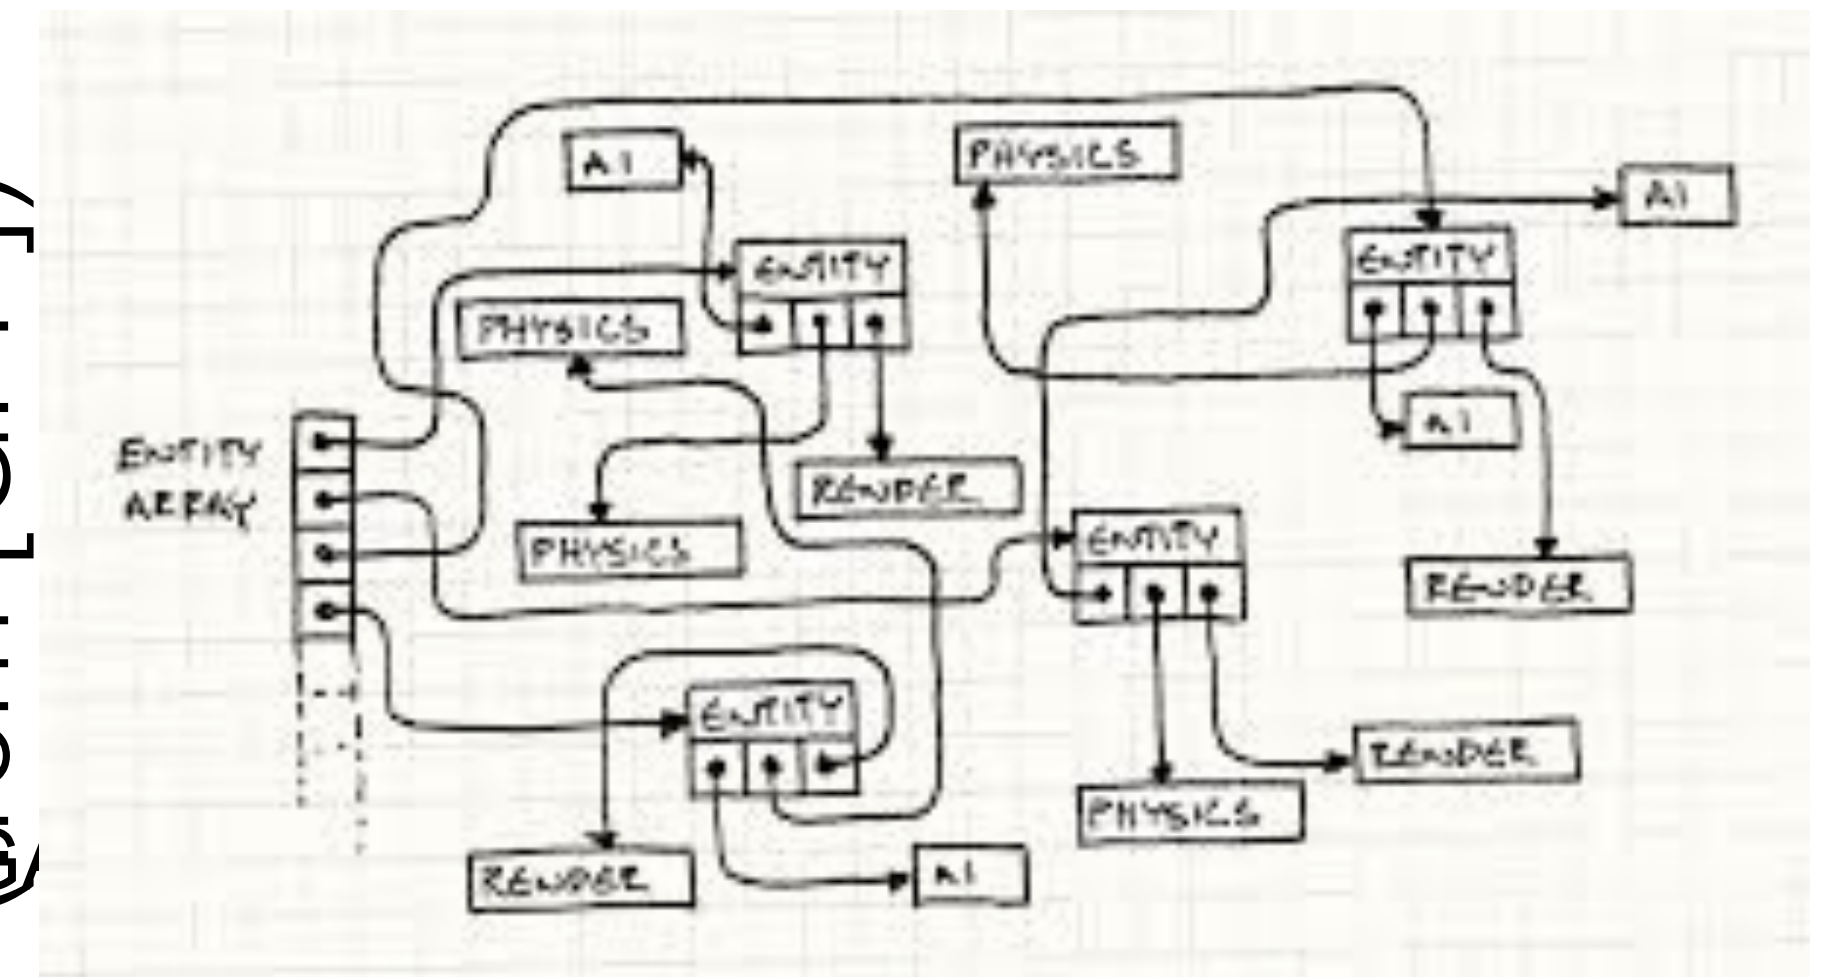 AI
PHYSICS
AI
ENTITY
ENTITY
PHYSICS
AI
ENTITY
ARRAY
RENDER
PHYSICS
ENTITY
RENDER
ENTITY
RENDER
PHYSICS
RENDER
AI